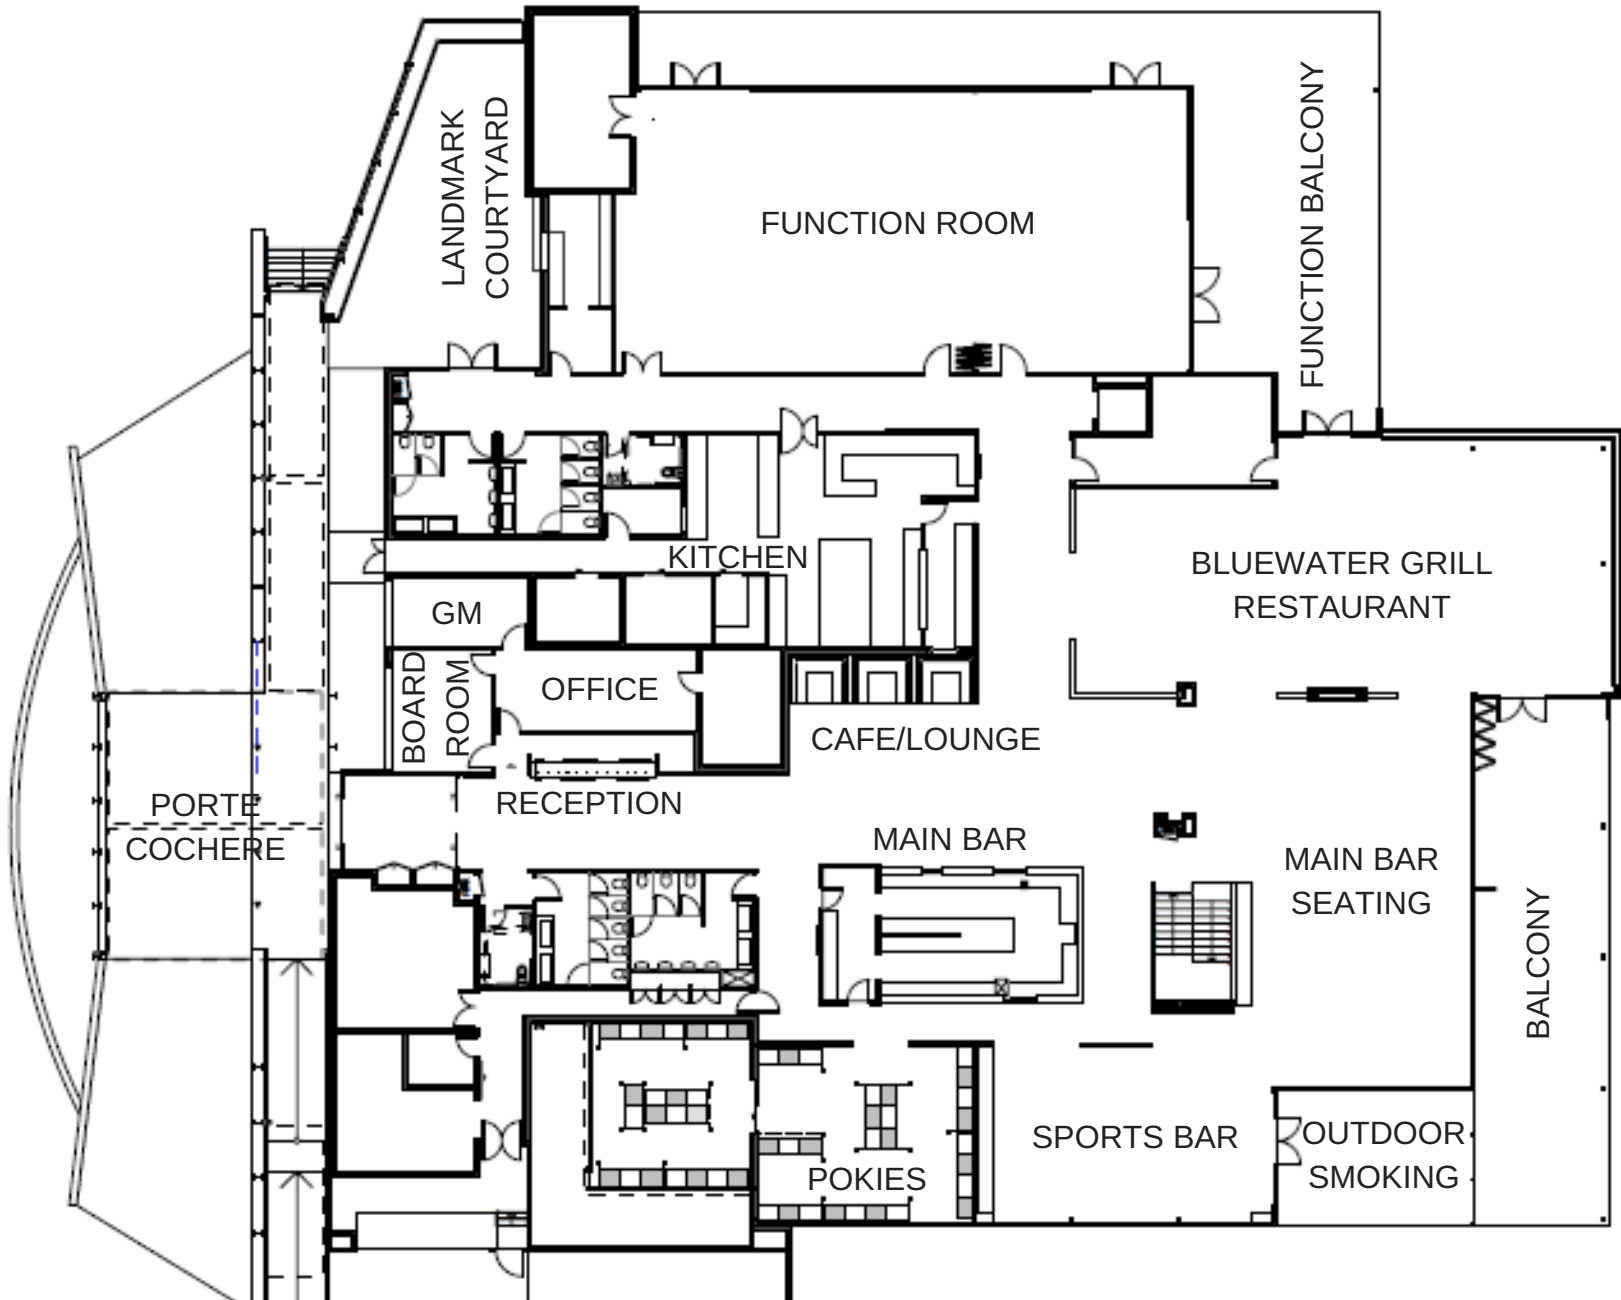 LANDMARK
COURTYARD
FUNCTION ROOM
FUNCTION BALCONY
KITCHEN
BLUEWATER GRILL
RESTAURANT
GM
BOARD
ROOM
OFFICE
CAFE/LOUNGE
RECEPTION
PORTE
COCHERE
MAIN BAR
MAIN BAR
SEATING
BALCONY
SPORTS BAR
OUTDOOR
SMOKING
POKIES